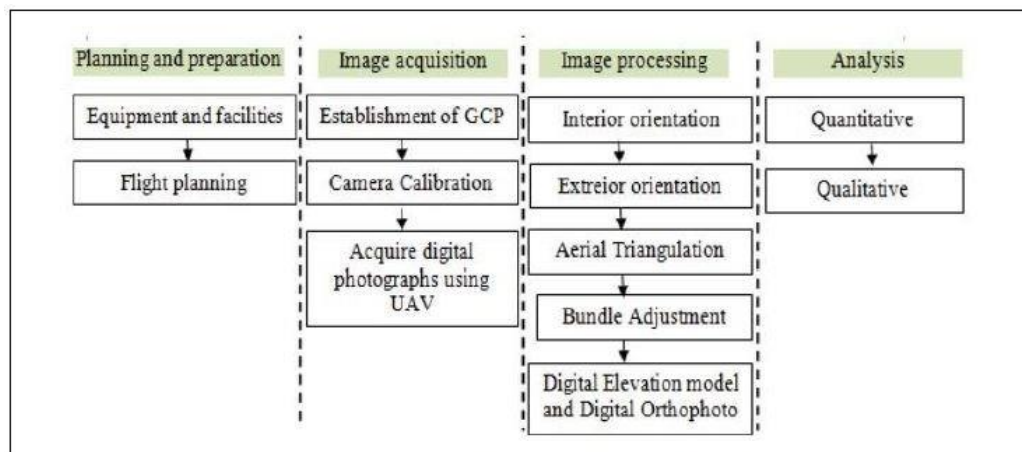 Planning and preparation
Equipment and facilities
Flight planning
Image acquisition
Establishment of GCP
Camera Calibration
Acquire digital
photographs using
UAV
Image processing
Interior orientation
Extreior orientation
Aerial Triangulation
Bundle Adjustment
Digital Elevation model
and Digital Orthophoto
Analysis
Quantitative
Qualitative